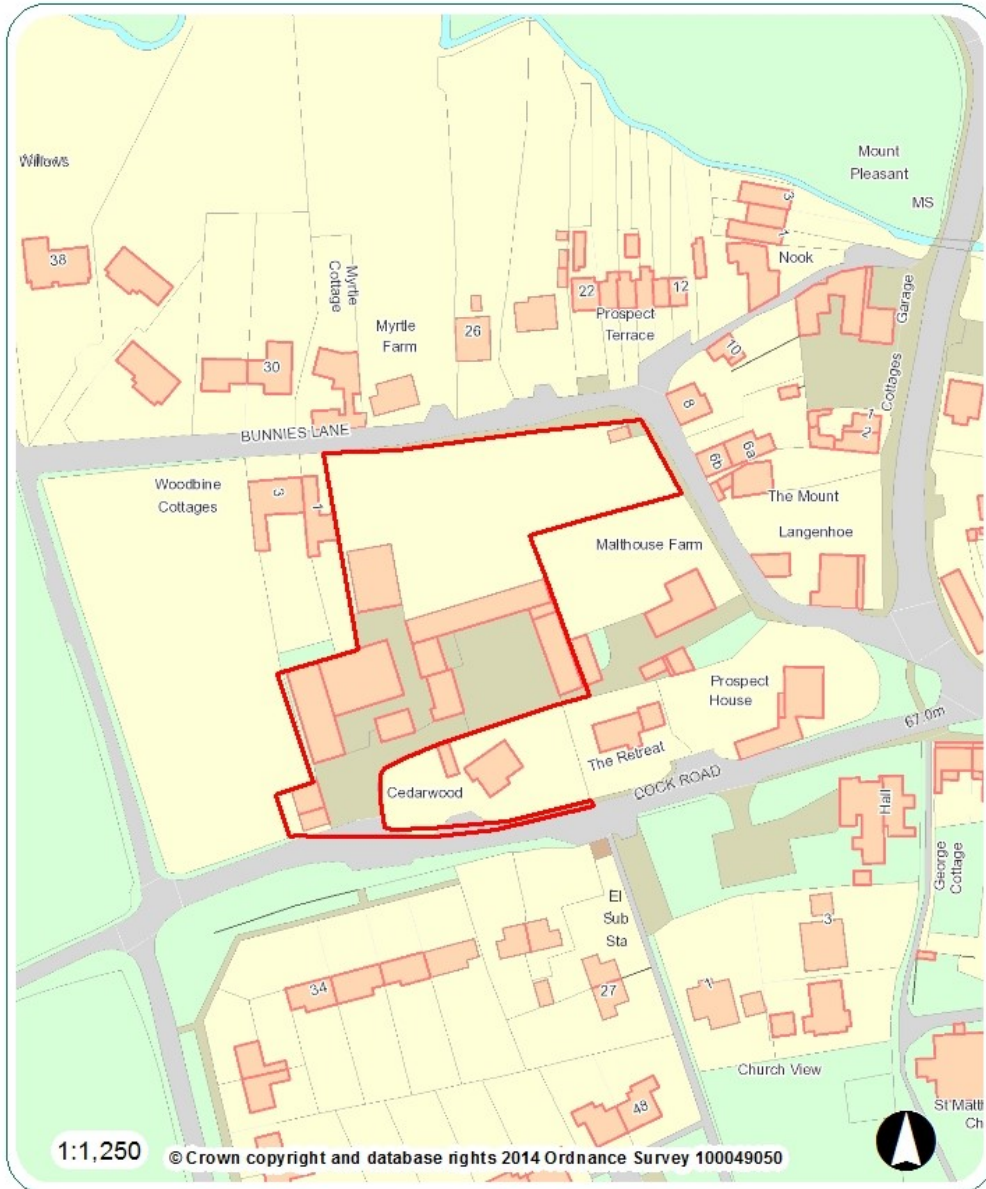 Mount
Pleasant
MS
Willows
3
1
Nook
38
Myrtle
Cottage
Garage
Myrtle
Farm
26
22
12
Prospect
Terrace
30
10
8
Cottages
1
2
BUNNIES LANE
6b
6a
Woodbine
Cottages
3
1
The Mount
Langenhoe
Malthouse Farm
Prospect
House
67.0m
The Retreat
COCK ROAD
Cedarwood
Hall
George
Cottage
El
Sub
Sta
3
34
27
1
Church View
48
St Matth
Ch
1:1,250
© Crown copyright and database rights 2014 Ordnance Survey 100049050